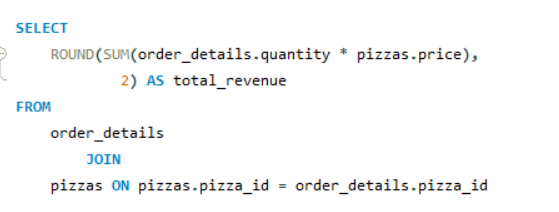 SELECT
ROUND(SUM(order_details.quantity * pizzas.price),
2) AS total_revenue
FROM
order_details
JOIN
pizzas ON pizzas.pizza_id = order_details.pizza_id